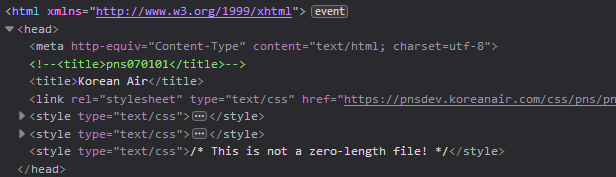 <html xmlns="http://www.w3.org/1999/xhtml"> event
<head>
<meta http-equiv="Content-Type" content="text/html; charset=utf-8">
<!--<title>pns070101</title>-->
<title>Korean Air</title>
<link rel="stylesheet" type="text/css" href="https://pnsdev.koreanair.com/css/pns/pn
<style type="text/css">…</style>
<style type="text/css">…</style>
<style type="text/css">/* This is not a zero-length file! */</style>
</head>